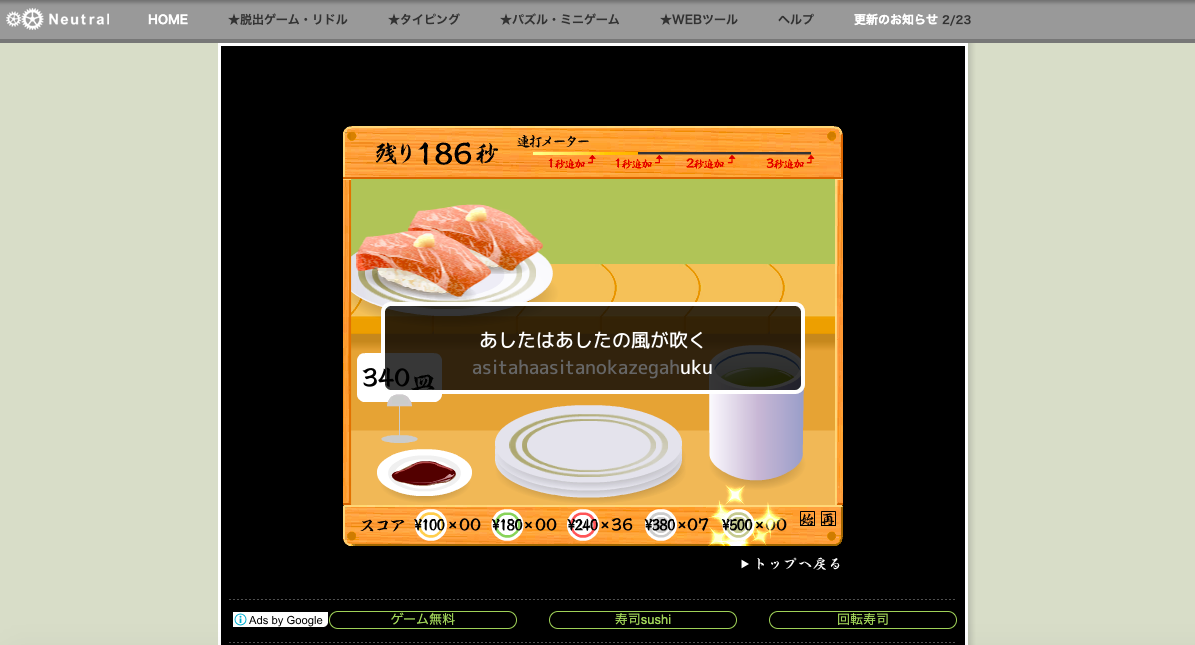 Neutral HOME ★脱出ゲーム・リドル ★タイピング ★パズル・ミニゲーム ★WEBツール ヘルプ 更新のお知らせ 2/23
残り186秒
連打メーター
1秒追加 1秒追加 2秒追加 3秒追加
あしたはあしたの風が吹く
asitahaasitanokazegahuku
340皿
スコア ¥100×00 ¥180×00 ¥240×36 ¥380×07 ¥500×00 始 再
▶トップへ戻る
Ads by Google ゲーム無料 寿司sushi 回転寿司